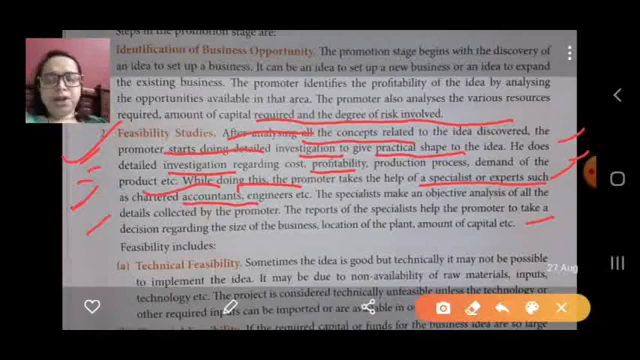 Steps in the promotion stage are:
Identification of Business Opportunity. The promotion stage begins with the discovery of
an idea to set up a business. It can be an idea to set up a new business or an idea to expand
the existing business. The promoter identifies the profitability of the idea by analysing
the opportunities available in that area. The promoter also analyses the various resources
required, amount of capital required and the degree of risk involved.
2. Feasibility Studies. After analysing all the concepts related to the idea discovered, the
promoter starts doing detailed investigation to give practical shape to the idea. He does
detailed investigation regarding cost, profitability, production process, demand of the
product etc. While doing this, the promoter takes the help of a specialist or experts such
as chartered accountants, engineers etc. The specialists make an objective analysis of all the
details collected by the promoter. The reports of the specialists help the promoter to take a
decision regarding the size of the business, location of the plant, amount of capital etc.
Feasibility includes:
27 Aug
(a) Technical Feasibility. Sometimes the idea is good but technically it may not be possible
to implement the idea. It may be due to non-availability of raw materials, inputs,
technology etc. The project is considered technically unfeasible unless the technology or
other required inputs can be imported or are available in
If the required capital or funds for the business idea are so large